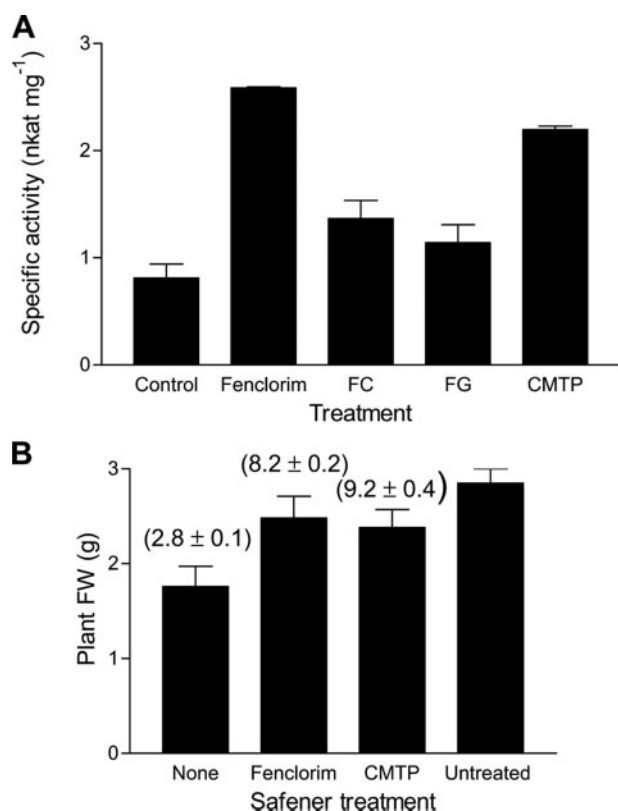 A
Specific activity (nkat mg⁻¹)
3
2
1
0
Control Fenclorim FC FG CMTP
Treatment
B
Plant FW (g)
3
2
1
0
(2.8 ± 0.1)
(8.2 ± 0.2)
(9.2 ± 0.4)
None Fenclorim CMTP Untreated
Safener treatment